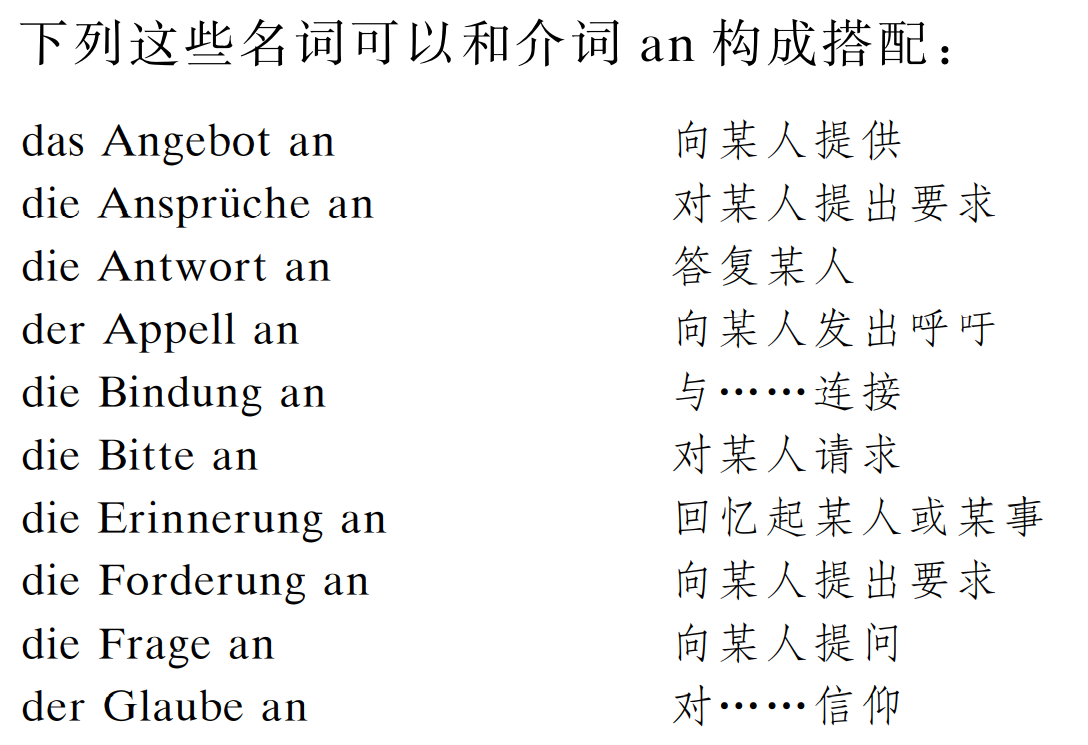 下列这些名词可以和介词 an 构成搭配：
das Angebot an 向某人提供
die Ansprüche an 对某人提出要求
die Antwort an 答复某人
der Appell an 向某人发出呼吁
die Bindung an 与……连接
die Bitte an 对某人请求
die Erinnerung an 回忆起某人或某事
die Forderung an 向某人提出要求
die Frage an 向某人提问
der Glaube an 对……信仰